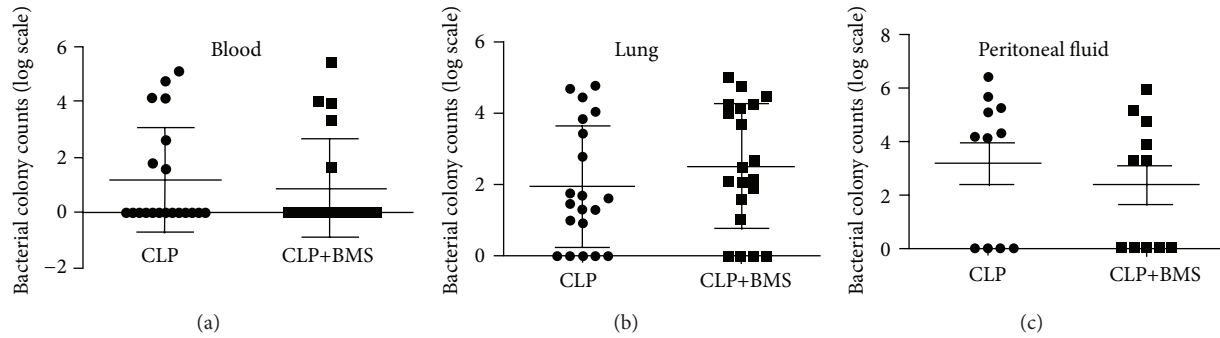 Bacterial colony counts (log scale)
Blood
6
4
2
0
−2
CLP
CLP+BMS
(a)
Bacterial colony counts (log scale)
Lung
6
4
2
0
CLP
CLP+BMS
(b)
Bacterial colony counts (log scale)
Peritoneal fluid
8
6
4
2
0
CLP
CLP+BMS
(c)